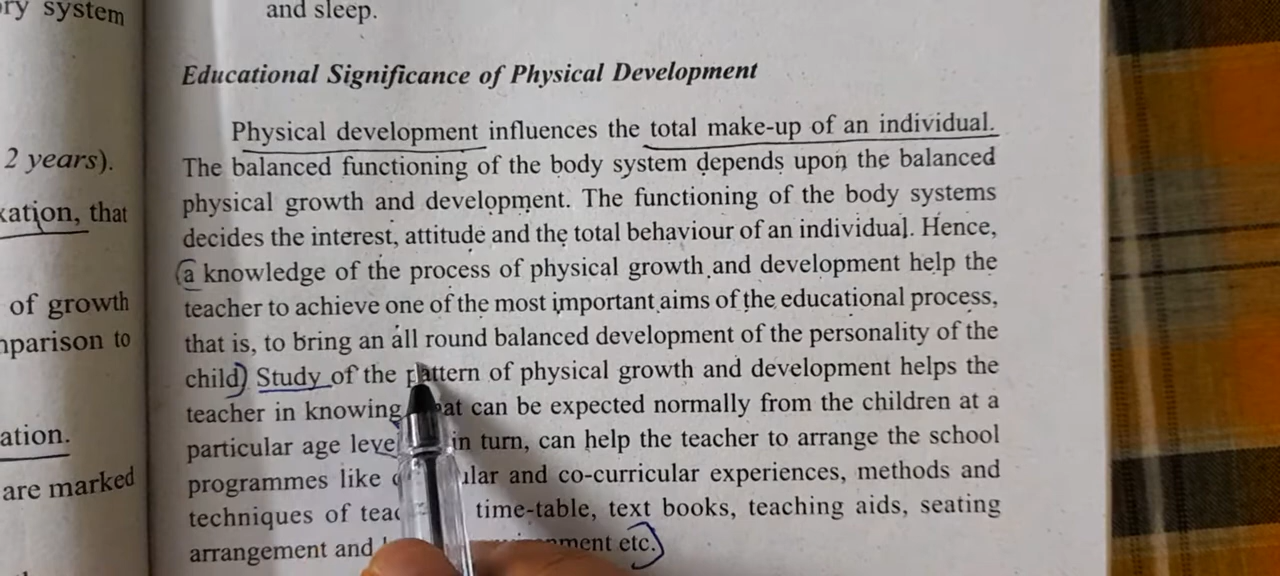 ry system
2 years).
xation, that
of growth
nparison to
ation.
are marked
and sleep.
Educational Significance of Physical Development
Physical development influences the total make-up of an individual.
The balanced functioning of the body system depends upon the balanced
physical growth and development. The functioning of the body systems
decides the interest, attitude and the total behaviour of an individual. Hence,
a knowledge of the process of physical growth and development help the
teacher to achieve one of the most important aims of the educational process,
that is, to bring an all round balanced development of the personality of the
child) Study of the pattern of physical growth and development helps the
teacher in knowing at can be expected normally from the children at a
particular age leve in turn, can help the teacher to arrange the school
programmes like ular and co-curricular experiences, methods and
techniques of teac time-table, text books, teaching aids, seating
arrangement and nment etc.)